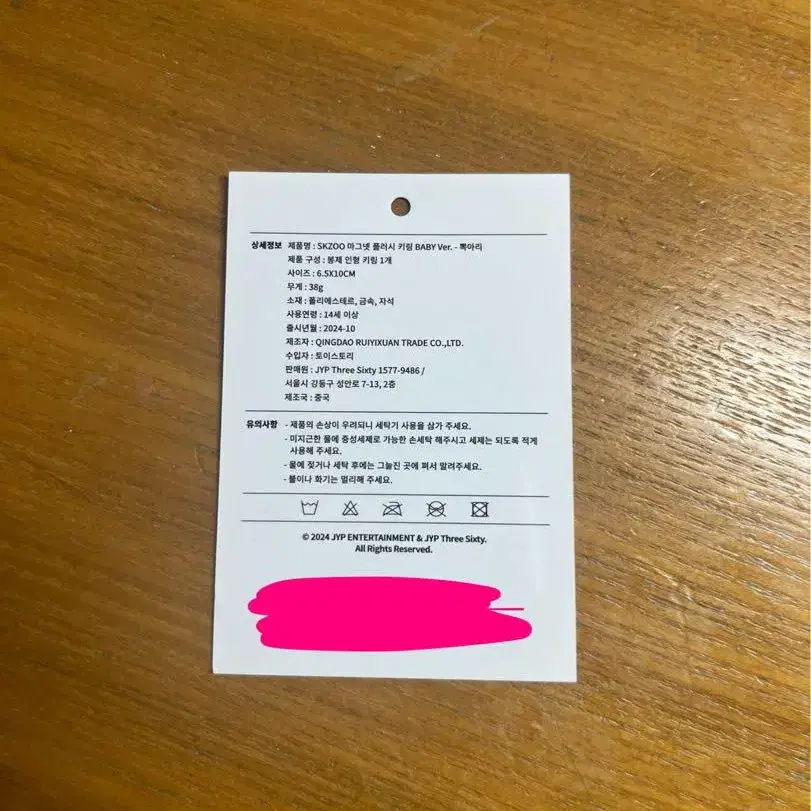 상세정보 제품명 : SKZOO 마그넷 플러시 키링 BABY Ver. - 뽁아리
제품 구성 : 봉제 인형 키링 1개
사이즈 : 6.5X10CM
무게 : 38g
소재 : 폴리에스테르, 금속, 자석
사용연령 : 14세 이상
출시년월 : 2024-10
제조자 : QINGDAO RUIYIXUAN TRADE CO.,LTD.
수입자 : 토이스토리
판매원 : JYP Three Sixty 1577-9486 /
서울시 강동구 성안로 7-13, 2층
제조국 : 중국
유의사항 - 제품의 손상이 우려되니 세탁기 사용을 삼가 주세요.
- 미지근한 물에 중성세제로 가능한 손세탁 해주시고 세제는 되도록 적게
사용해 주세요.
- 물에 젖거나 세탁 후에는 그늘진 곳에 펴서 말려주세요.
- 불이나 화기는 멀리해 주세요.
© 2024 JYP ENTERTAINMENT & JYP Three Sixty.
All Rights Reserved.